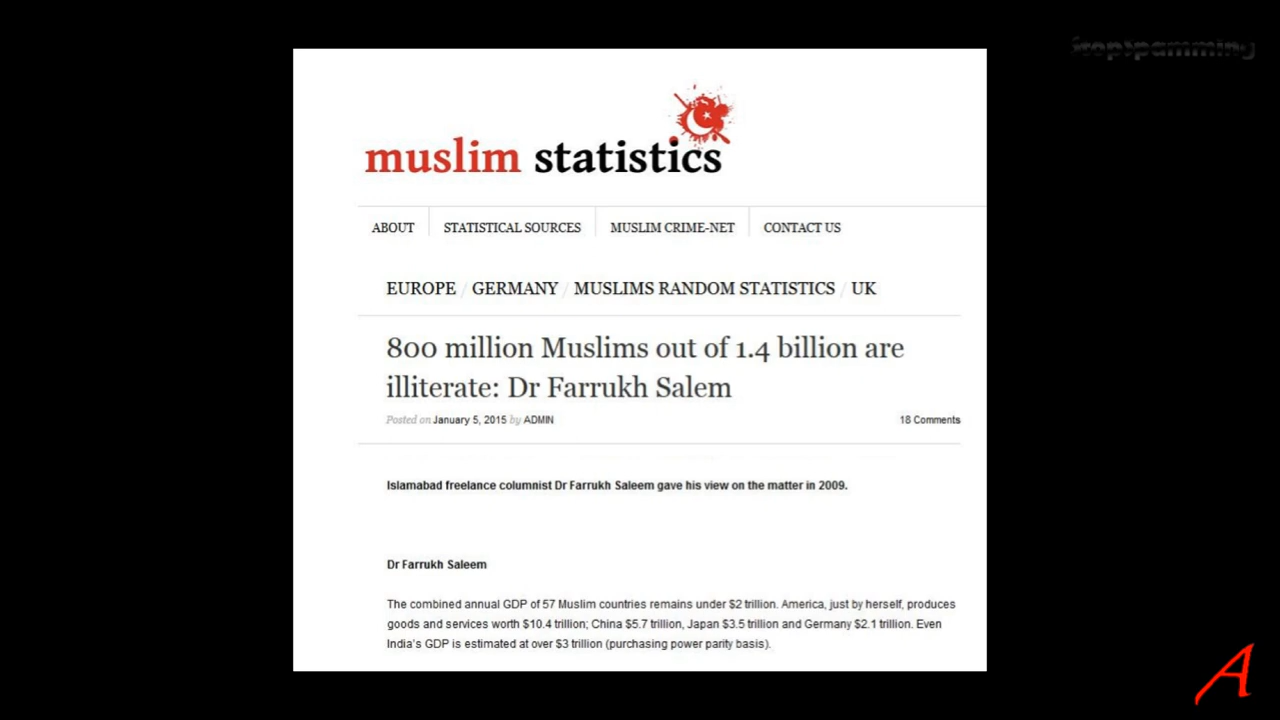 stopspamming
muslim statistics
ABOUT STATISTICAL SOURCES MUSLIM CRIME-NET CONTACT US
EUROPE / GERMANY / MUSLIMS RANDOM STATISTICS / UK
800 million Muslims out of 1.4 billion are
illiterate: Dr Farrukh Salem
Posted on January 5, 2015 by ADMIN 18 Comments
Islamabad freelance columnist Dr Farrukh Saleem gave his view on the matter in 2009.
Dr Farrukh Saleem
The combined annual GDP of 57 Muslim countries remains under $2 trillion. America, just by herself, produces
goods and services worth $10.4 trillion; China $5.7 trillion, Japan $3.5 trillion and Germany $2.1 trillion. Even
India's GDP is estimated at over $3 trillion (purchasing power parity basis).
A